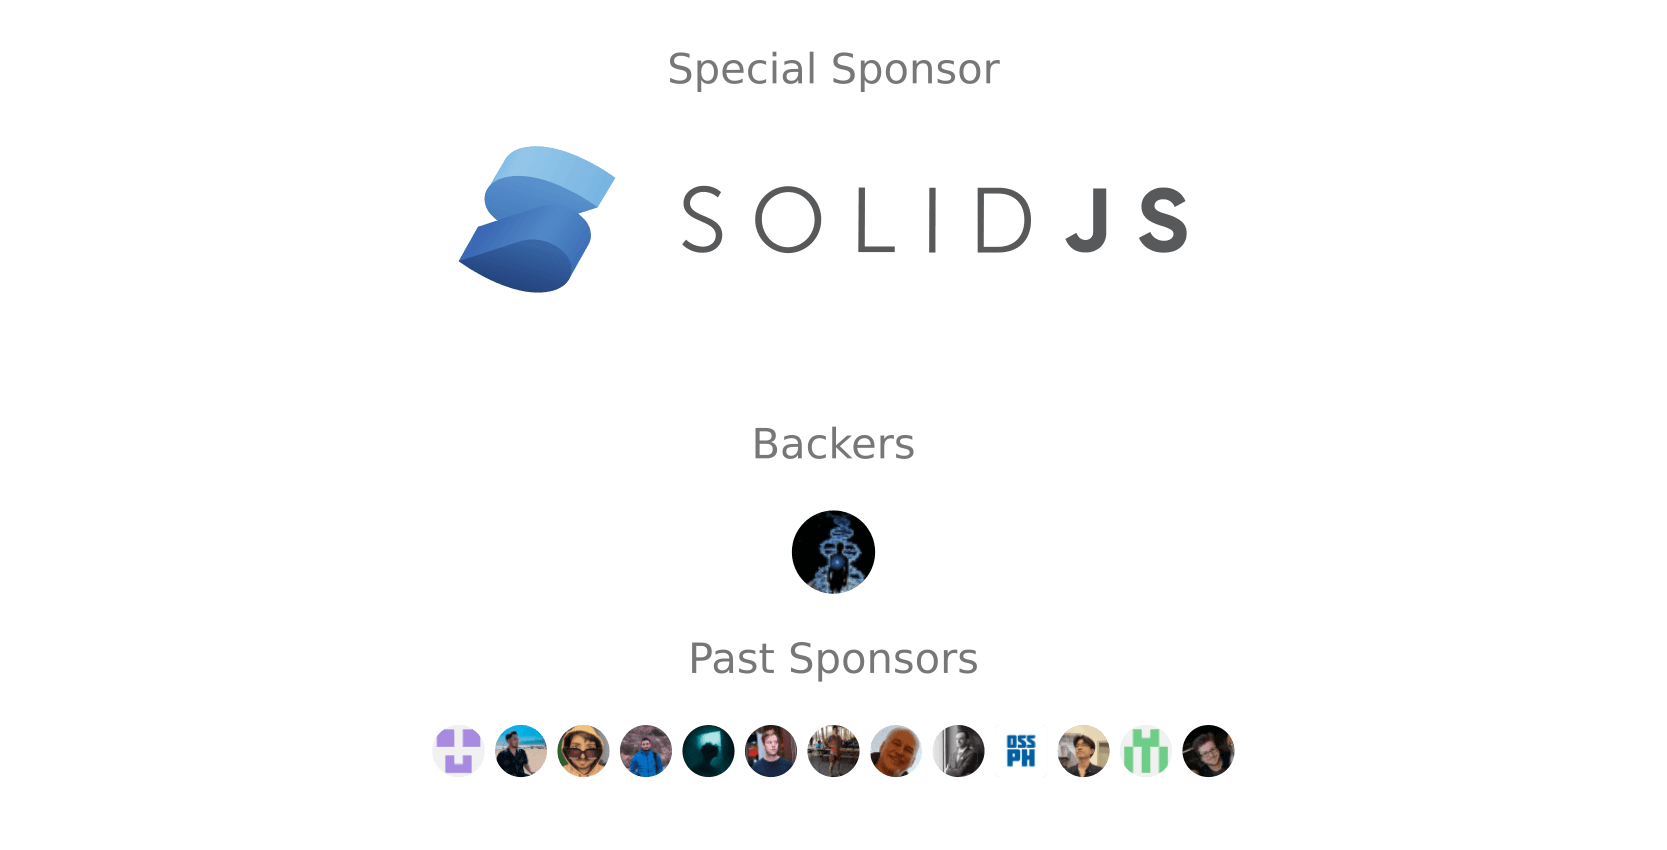 Special Sponsor
SOLIDJS
Backers
Past Sponsors
OSS
PH